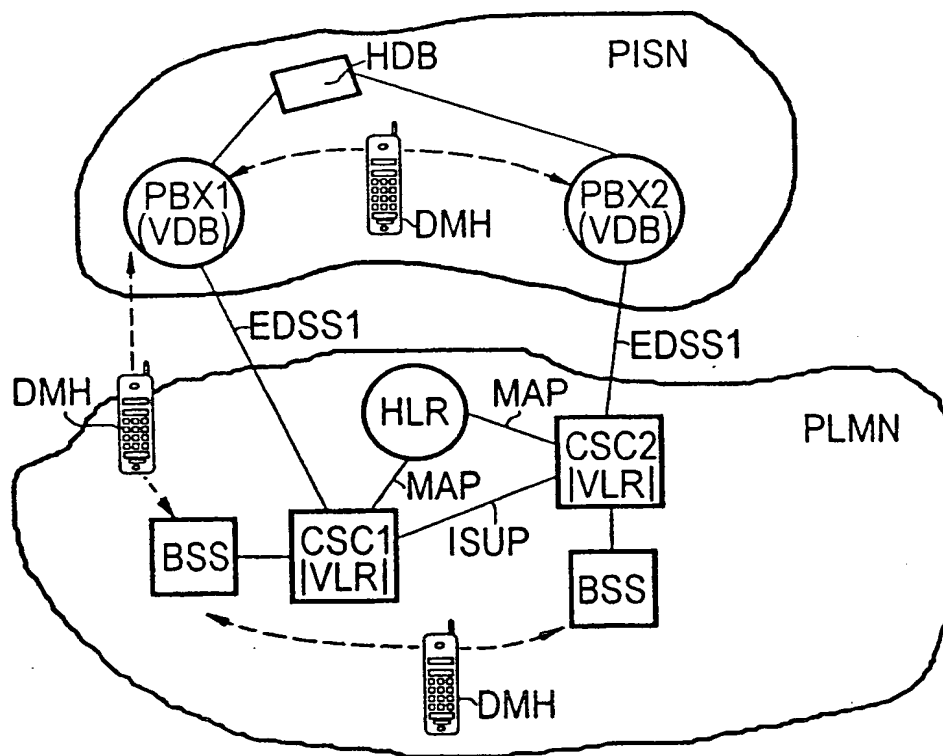 HDB
PISN
PBX1
(VDB)
DMH
PBX2
(VDB)
EDSS1
EDSS1
DMH
HLR
MAP
CSC2
|VLR|
PLMN
MAP
ISUP
BSS
CSC1
|VLR|
BSS
DMH